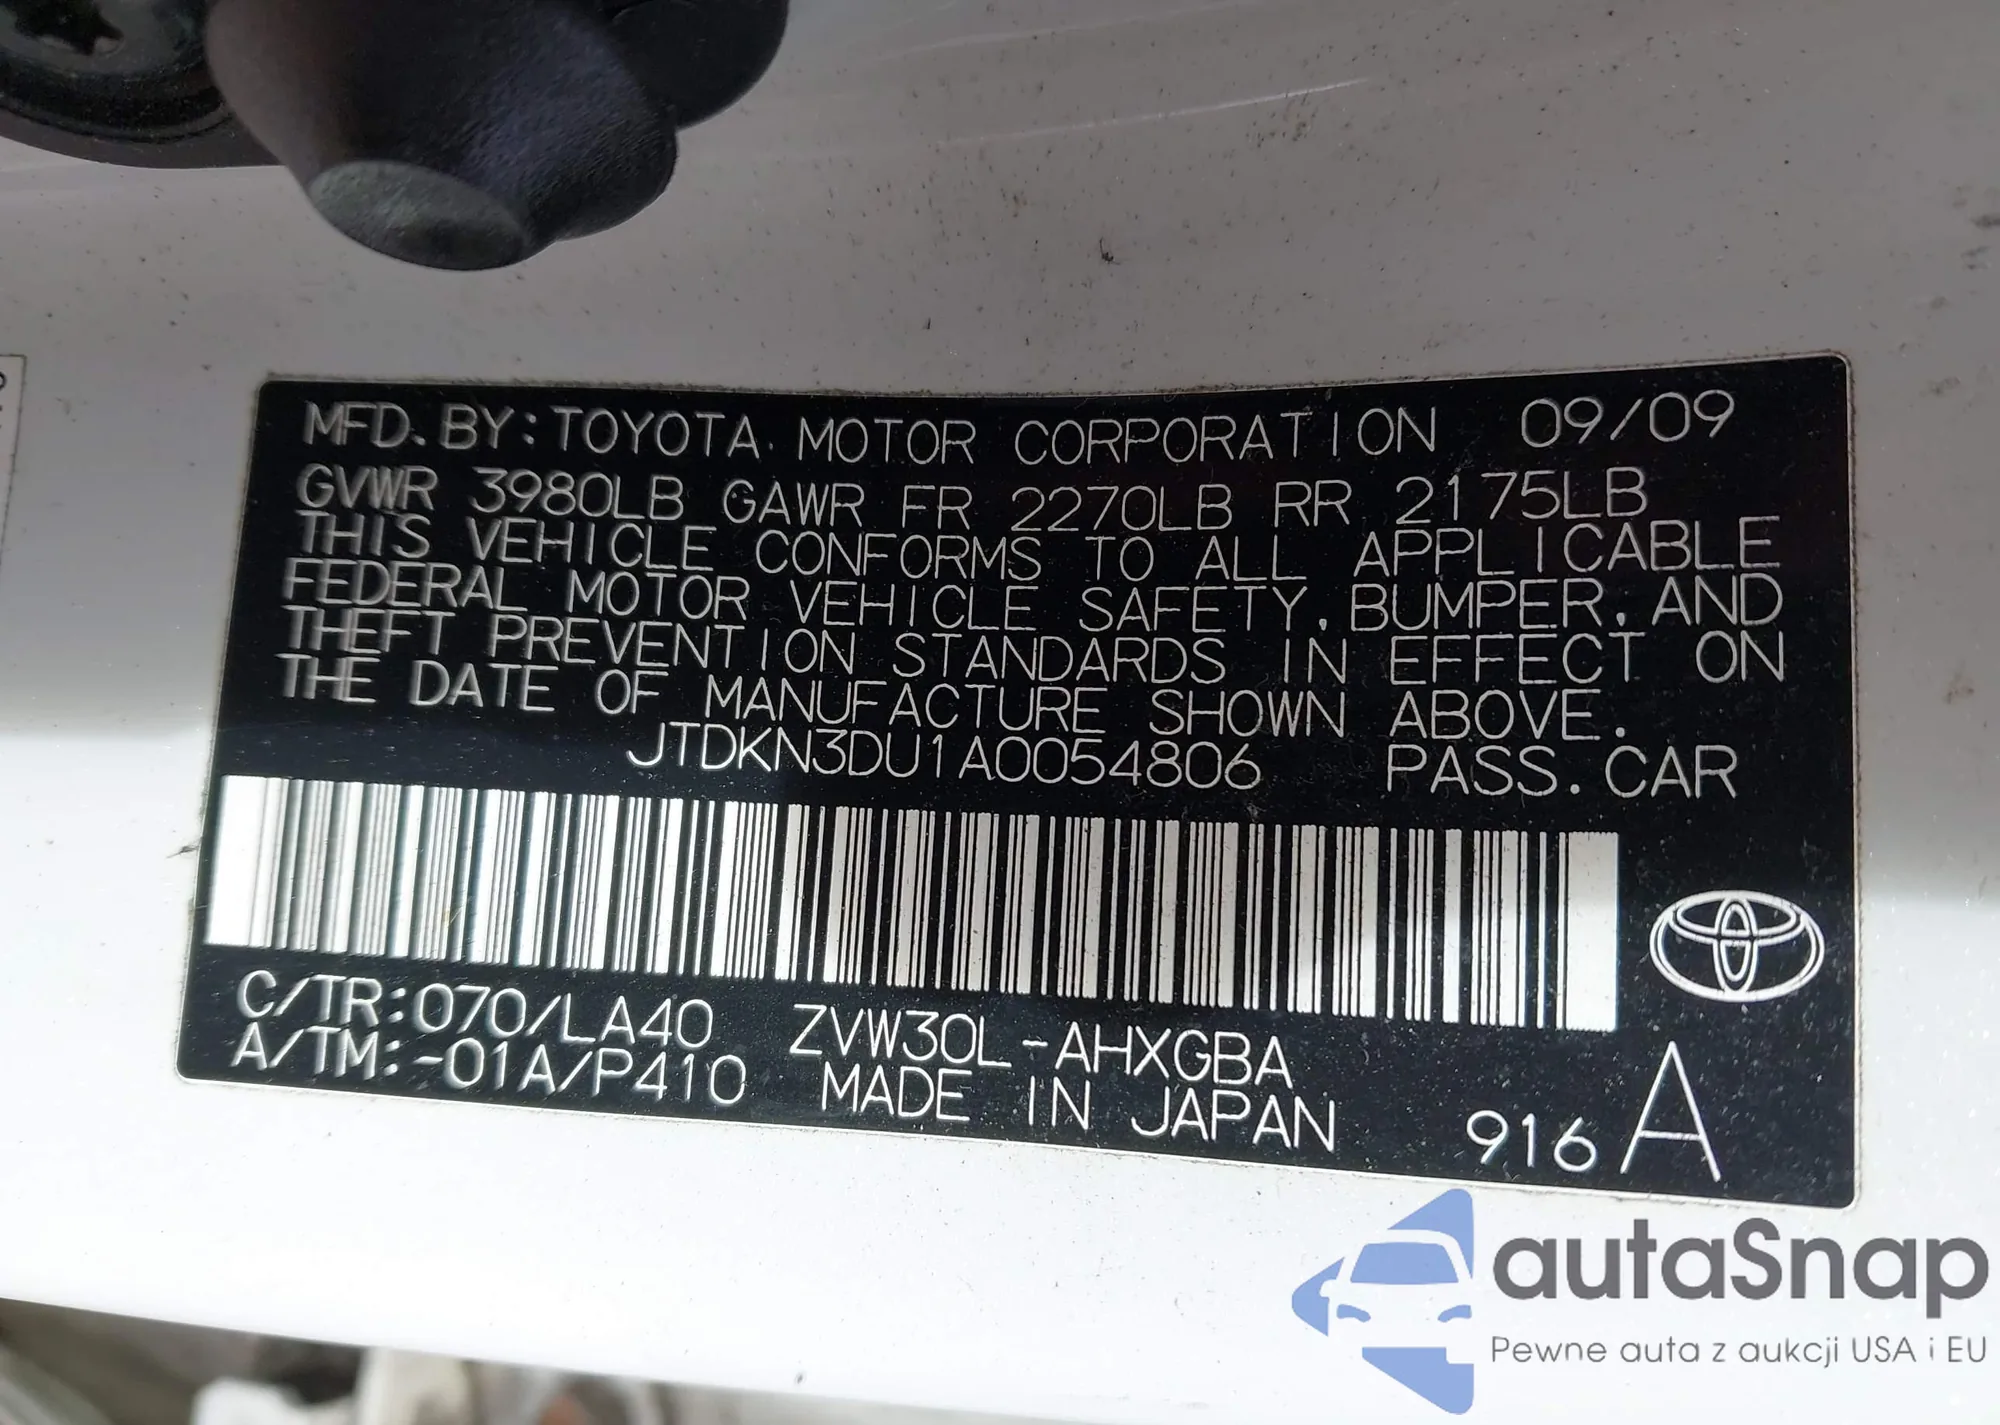 MFD. BY: TOYOTA MOTOR CORPORATION 09/09
GVWR 3980LB GAWR FR 2270LB RR 2175LB
THIS VEHICLE CONFORMS TO ALL APPLICABLE
FEDERAL MOTOR VEHICLE SAFETY, BUMPER, AND
THEFT PREVENTION STANDARDS IN EFFECT ON
THE DATE OF MANUFACTURE SHOWN ABOVE.
JTDKN3DU1A0054806 PASS. CAR
C/TR: 070/LA40 ZVW30L-AHXGBA
A/TM: -01A/P410 MADE IN JAPAN 916 A
autaSnap
Pewne auta z aukcji USA i EU